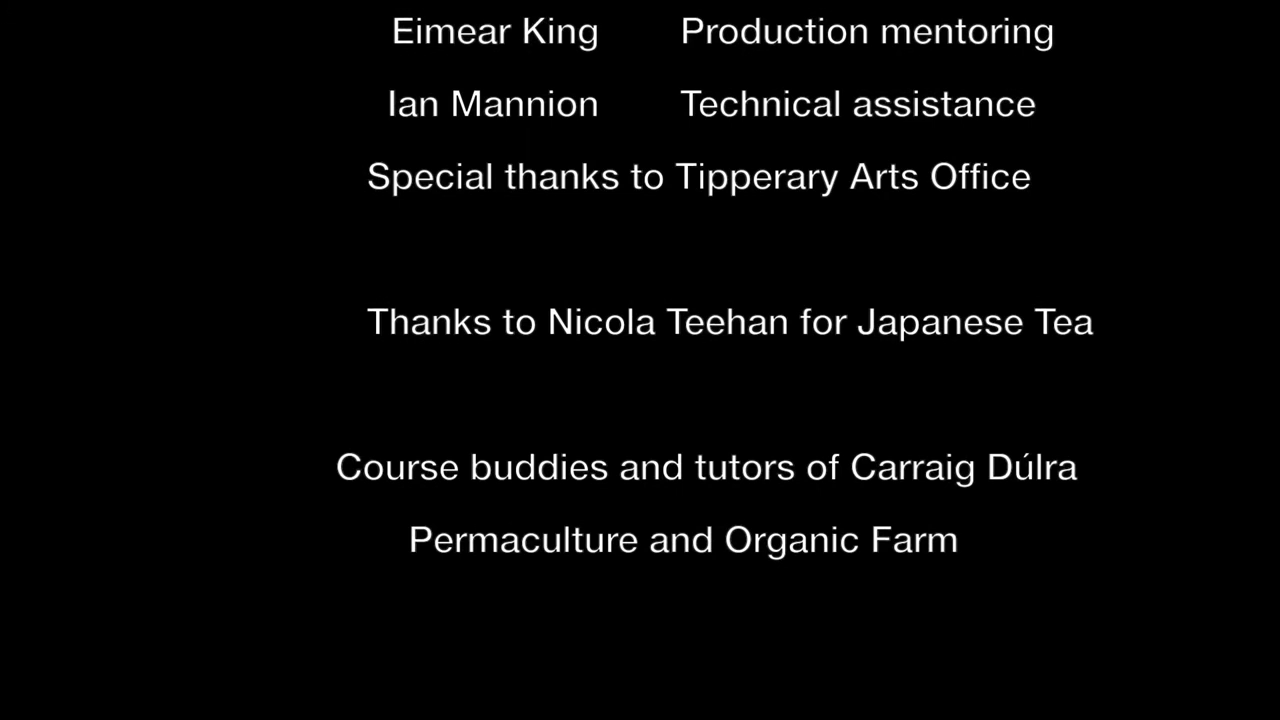 Eimear King Production mentoring
Ian Mannion Technical assistance
Special thanks to Tipperary Arts Office
Thanks to Nicola Teehan for Japanese Tea
Course buddies and tutors of Carraig Dúlra
Permaculture and Organic Farm